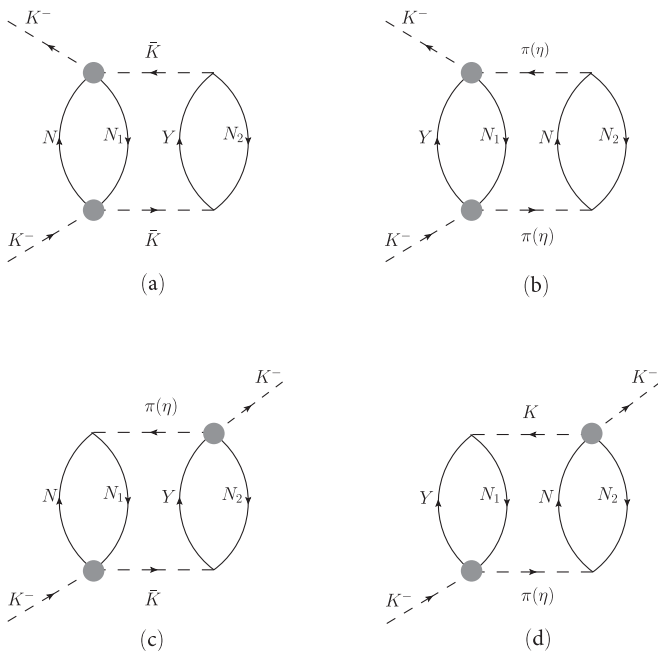 K⁻ K⁻
K̄ π(η)
N N₁ Y N₂ Y N₁ N N₂
K⁻ K̄ K⁻ π(η)
(a) (b)
K⁻ K⁻
π(η) K
N N₁ Y N₂ Y N₁ N N₂
K⁻ K̄ K⁻ π(η)
(c) (d)